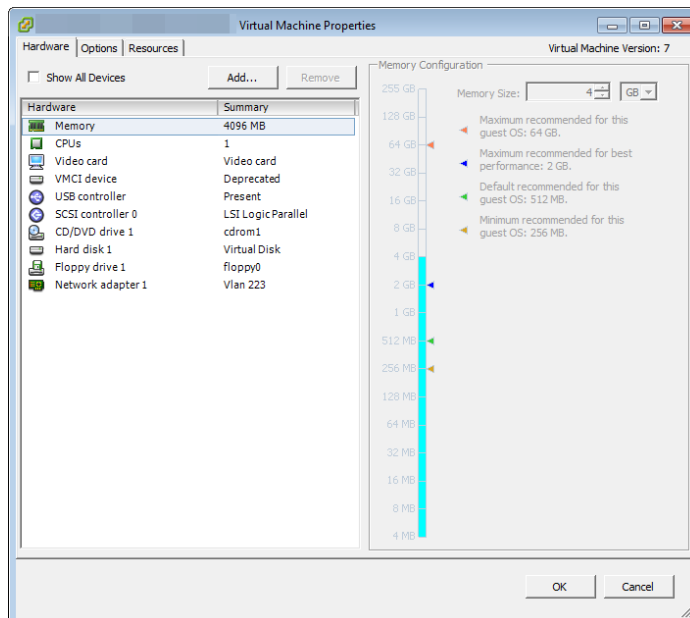 Virtual Machine Properties
Hardware Options Resources
Virtual Machine Version: 7
Show All Devices
Add...
Remove
Hardware Summary
Memory 4096 MB
CPUs 1
Video card Video card
VMCI device Deprecated
USB controller Present
SCSI controller 0 LSI Logic Parallel
CD/DVD drive 1 cdrom1
Hard disk 1 Virtual Disk
Floppy drive 1 floppy0
Network adapter 1 Vlan 223
Memory Configuration
255 GB
128 GB
64 GB
32 GB
16 GB
8 GB
4 GB
2 GB
1 GB
512 MB
256 MB
128 MB
64 MB
32 MB
16 MB
8 MB
4 MB
Memory Size: 4 GB
Maximum recommended for this
guest OS: 64 GB.
Maximum recommended for best
performance: 2 GB.
Default recommended for this
guest OS: 512 MB.
Minimum recommended for this
guest OS: 256 MB.
OK
Cancel